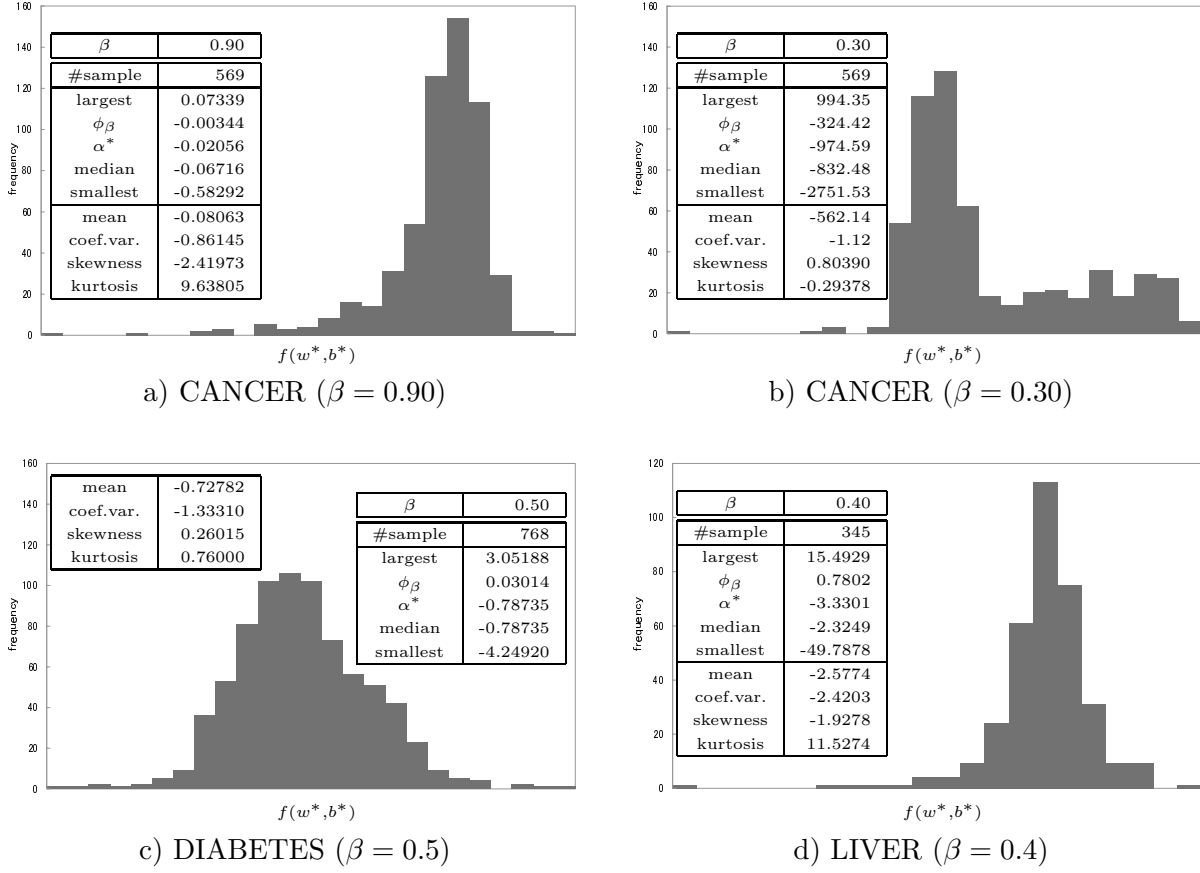 160
140
120
100
80
60
40
20
0
frequency
β 0.90
#sample 569
largest 0.07339
ϕβ -0.00344
α* -0.02056
median -0.06716
smallest -0.58292
mean -0.08063
coef.var. -0.86145
skewness -2.41973
kurtosis 9.63805
f(w*,b*)
a) CANCER (β = 0.90)
160
140
120
100
80
60
40
20
0
frequency
β 0.30
#sample 569
largest 994.35
ϕβ -324.42
α* -974.59
median -832.48
smallest -2751.53
mean -562.14
coef.var. -1.12
skewness 0.80390
kurtosis -0.29378
f(w*,b*)
b) CANCER (β = 0.30)
160
140
120
100
80
60
40
20
0
frequency
mean -0.72782
coef.var. -1.33310
skewness 0.26015
kurtosis 0.76000
β 0.50
#sample 768
largest 3.05188
ϕβ 0.03014
α* -0.78735
median -0.78735
smallest -4.24920
f(w*,b*)
c) DIABETES (β = 0.5)
120
100
80
60
40
20
0
frequency
β 0.40
#sample 345
largest 15.4929
ϕβ 0.7802
α* -3.3301
median -2.3249
smallest -49.7878
mean -2.5774
coef.var. -2.4203
skewness -1.9278
kurtosis 11.5274
f(w*,b*)
d) LIVER (β = 0.4)